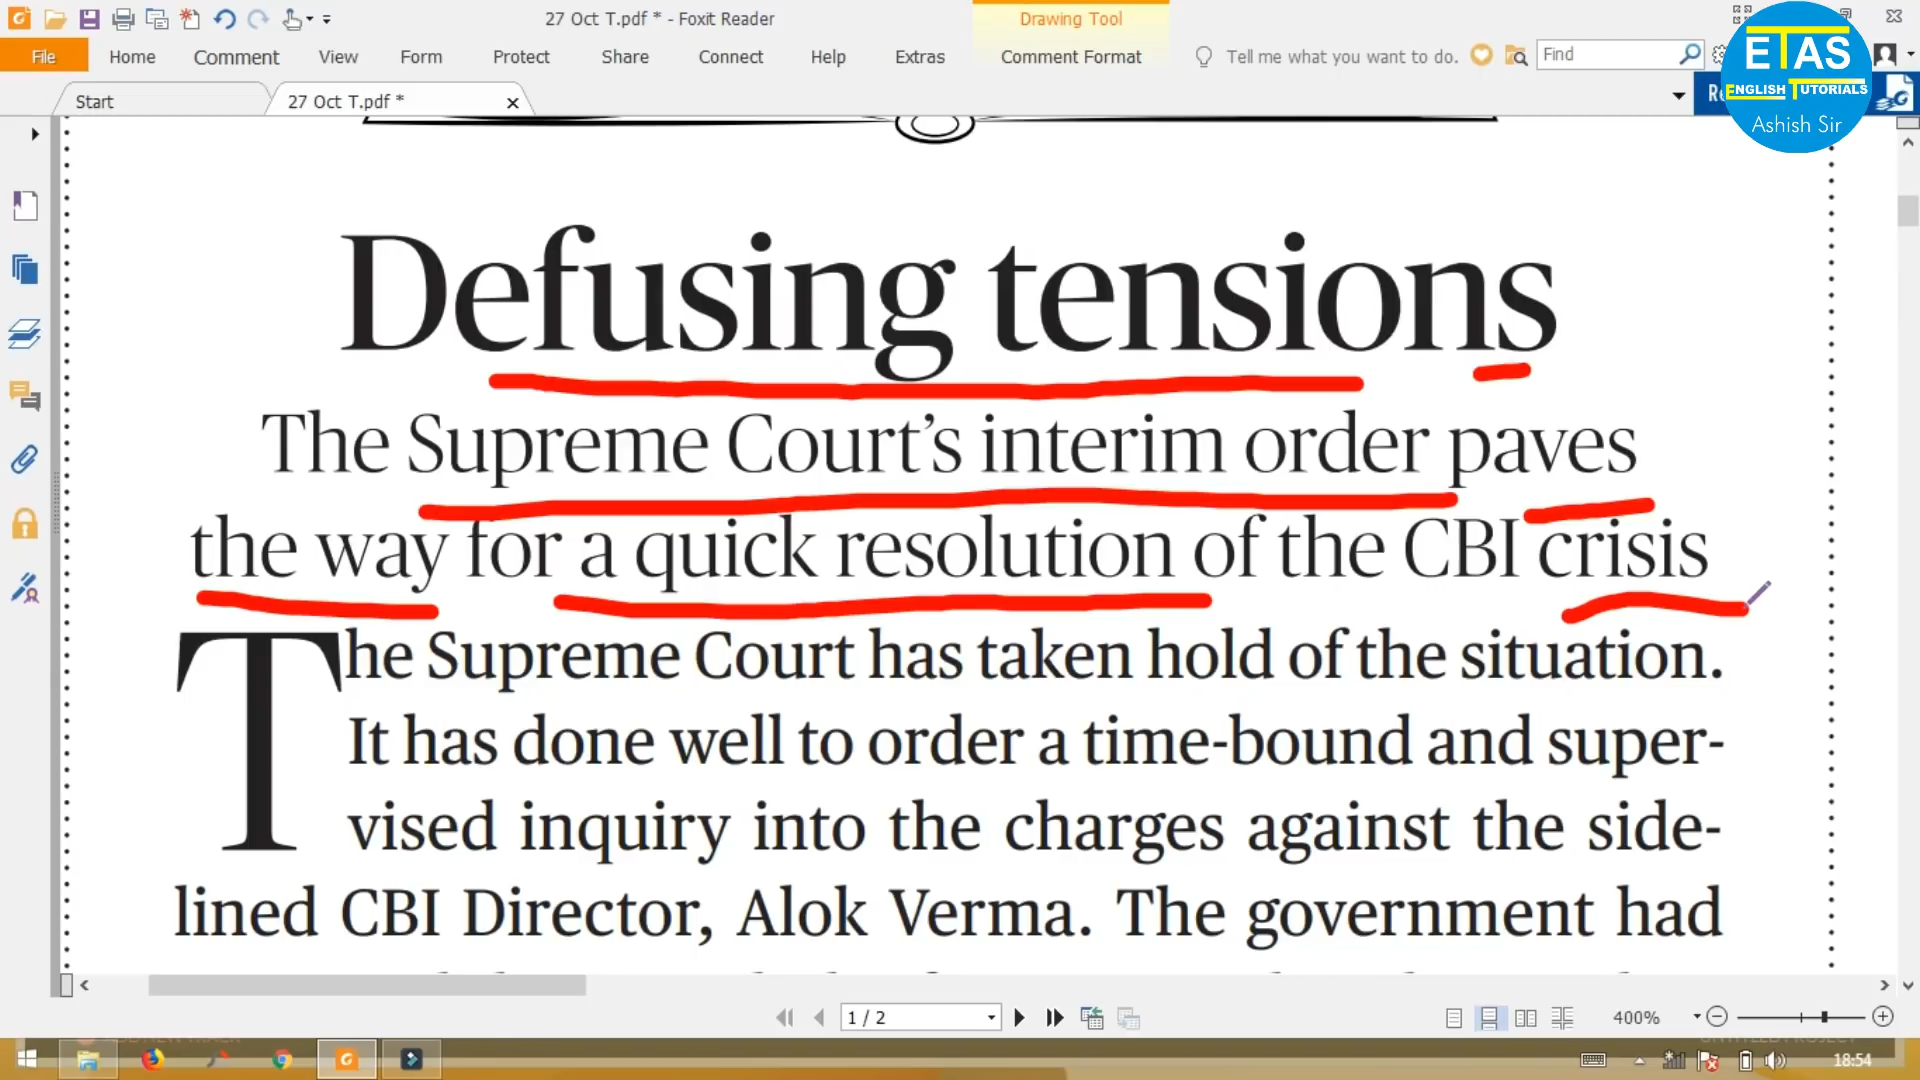 27 Oct T.pdf * - Foxit Reader
Drawing Tool
File Home Comment View Form Protect Share Connect Help Extras Comment Format Tell me what you want to do. Find
ETAS
ENGLISH TUTORIALS
Ashish Sir
Start 27 Oct T.pdf *
Defusing tensions
The Supreme Court’s interim order paves
the way for a quick resolution of the CBI crisis
The Supreme Court has taken hold of the situation.
It has done well to order a time-bound and super-
vised inquiry into the charges against the side-
lined CBI Director, Alok Verma. The government had
1 / 2
400%
18:54